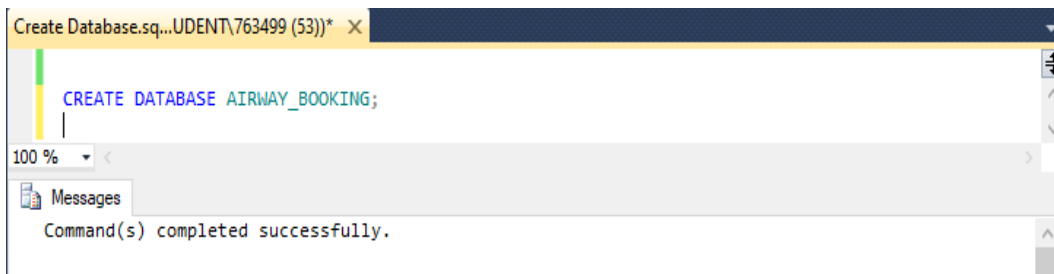 Create Database.sq...UDENT\763499 (53))* ×
CREATE DATABASE AIRWAY_BOOKING;
100 %
Messages
Command(s) completed successfully.